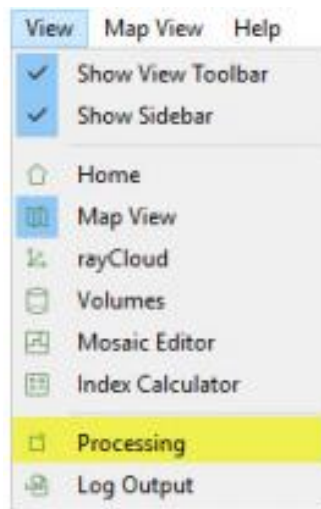 View Map View Help
Show View Toolbar
Show Sidebar
Home
Map View
rayCloud
Volumes
Mosaic Editor
Index Calculator
Processing
Log Output